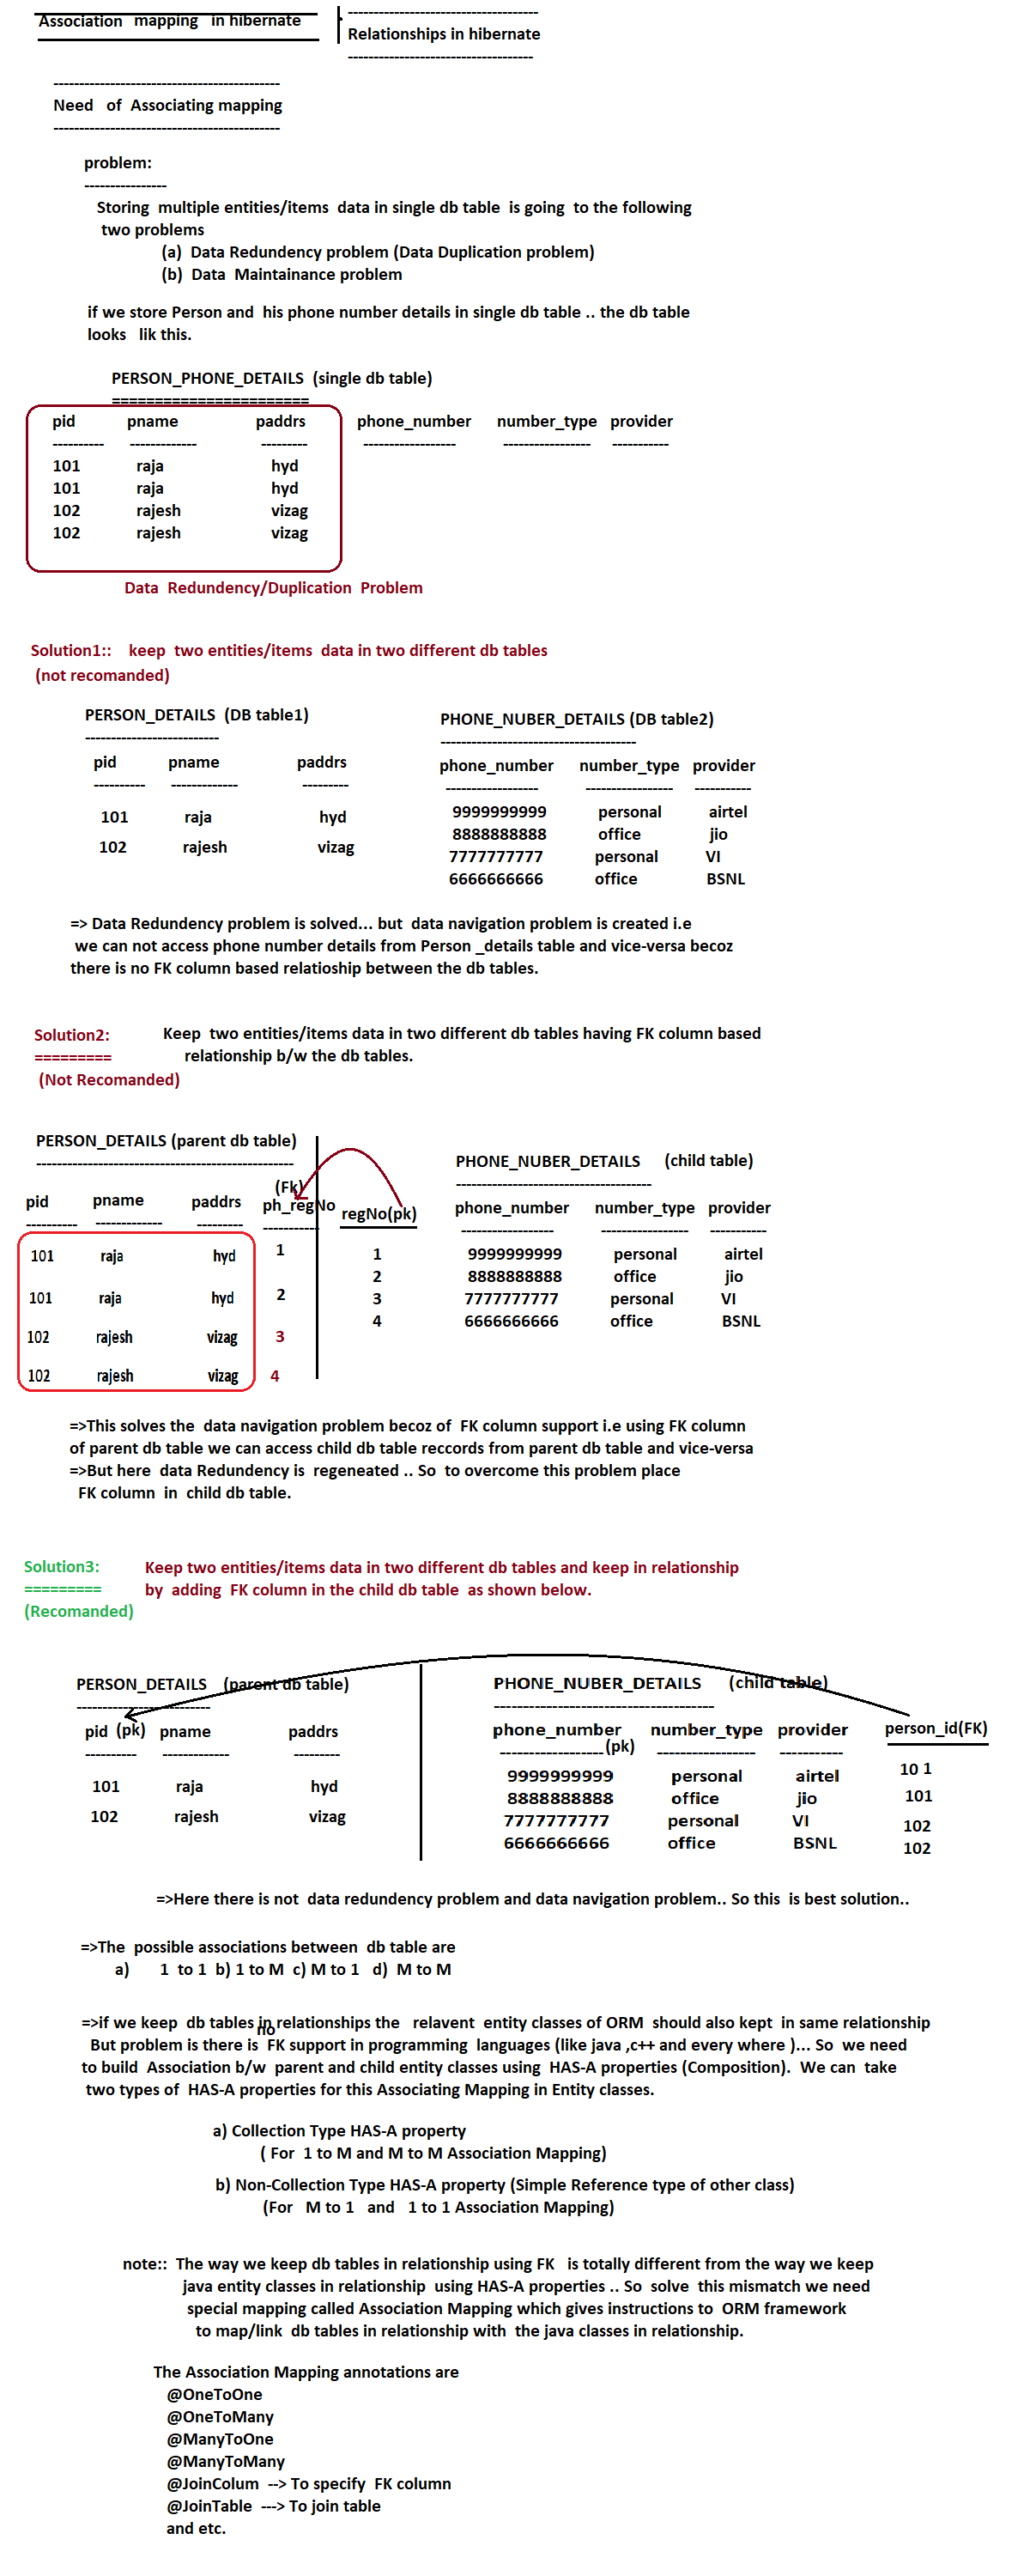 Association mapping in hibernate
-------------------------------------
Relationships in hibernate
------------------------------------
--------------------------------------------
Need of Associating mapping
--------------------------------------------
problem:
----------------
Storing multiple entities/items data in single db table is going to the following
two problems
(a) Data Redundency problem (Data Duplication problem)
(b) Data Maintainance problem
if we store Person and his phone number details in single db table .. the db table
looks lik this.
PERSON_PHONE_DETAILS (single db table)
=======================
pid pname paddrs phone_number number_type provider
---------- ------------- --------- ------------------ ----------------- -----------
101 raja hyd
101 raja hyd
102 rajesh vizag
102 rajesh vizag
Data Redundency/Duplication Problem
Solution1:: keep two entities/items data in two different db tables
(not recomanded)
PERSON_DETAILS (DB table1)
--------------------------
pid pname paddrs
---------- ------------- ---------
101 raja hyd
102 rajesh vizag
PHONE_NUBER_DETAILS (DB table2)
--------------------------------------
phone_number number_type provider
------------------ ----------------- -----------
9999999999 personal airtel
8888888888 office jio
7777777777 personal VI
6666666666 office BSNL
=> Data Redundency problem is solved... but data navigation problem is created i.e
we can not access phone number details from Person _details table and vice-versa becoz
there is no FK column based relatioship between the db tables.
Solution2: Keep two entities/items data in two different db tables having FK column based
========= relationship b/w the db tables.
(Not Recomanded)
PERSON_DETAILS (parent db table)
--------------------------------------------------
(Fk)
pid pname paddrs ph_regNo
---------- ------------- --------- -----------
101 raja hyd 1
101 raja hyd 2
102 rajesh vizag 3
102 rajesh vizag 4
PHONE_NUBER_DETAILS (child table)
--------------------------------------
regNo(pk) phone_number number_type provider
------------------ ----------------- -----------
1 9999999999 personal airtel
2 8888888888 office jio
3 7777777777 personal VI
4 6666666666 office BSNL
=>This solves the data navigation problem becoz of FK column support i.e using FK column
of parent db table we can access child db table reccords from parent db table and vice-versa
=>But here data Redundency is regeneated .. So to overcome this problem place
FK column in child db table.
Solution3: Keep two entities/items data in two different db tables and keep in relationship
========= by adding FK column in the child db table as shown below.
(Recomanded)
PERSON_DETAILS (parent db table)
--------------------------
pid (pk) pname paddrs
---------- ------------- ---------
101 raja hyd
102 rajesh vizag
PHONE_NUBER_DETAILS (child table)
--------------------------------------
phone_number number_type provider person_id(FK)
------------------(pk) ----------------- -----------
9999999999 personal airtel 10 1
8888888888 office jio 101
7777777777 personal VI 102
6666666666 office BSNL 102
=>Here there is not data redundency problem and data navigation problem.. So this is best solution..
=>The possible associations between db table are
a) 1 to 1 b) 1 to M c) M to 1 d) M to M
=>if we keep db tables in relationships the relavent entity classes of ORM should also kept in same relationship
But problem is there is no FK support in programming languages (like java ,c++ and every where )... So we need
to build Association b/w parent and child entity classes using HAS-A properties (Composition). We can take
two types of HAS-A properties for this Associating Mapping in Entity classes.
a) Collection Type HAS-A property
( For 1 to M and M to M Association Mapping)
b) Non-Collection Type HAS-A property (Simple Reference type of other class)
(For M to 1 and 1 to 1 Association Mapping)
note:: The way we keep db tables in relationship using FK is totally different from the way we keep
java entity classes in relationship using HAS-A properties .. So solve this mismatch we need
special mapping called Association Mapping which gives instructions to ORM framework
to map/link db tables in relationship with the java classes in relationship.
The Association Mapping annotations are
@OneToOne
@OneToMany
@ManyToOne
@ManyToMany
@JoinColum --> To specify FK column
@JoinTable ---> To join table
and etc.